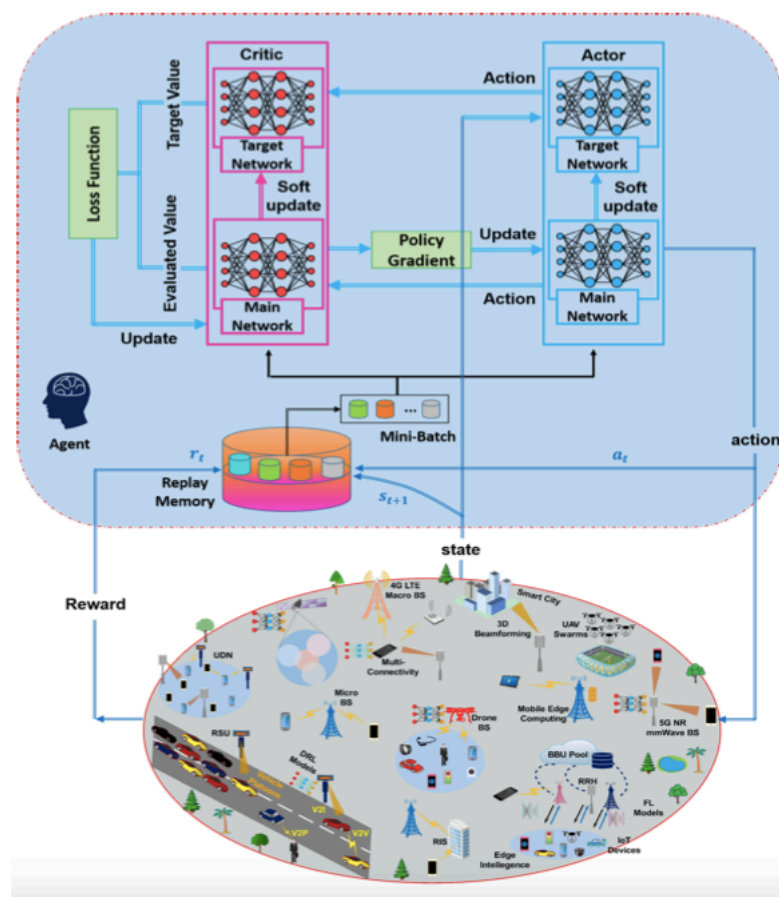 Critic
Actor
Action
Target Value
Target
Network
Target
Network
Loss Function
Soft
update
Soft
update
Evaluated Value
Policy
Gradient
Update
Action
Main
Network
Main
Network
Update
Agent
Mini-Batch
...
action
r_t
a_t
Replay
Memory
s_{t+1}
state
Reward
4G LTE
Macro BS
Smart City
3D
Beamforming
UAV
Swarms
UDN
Multi-
Connectivity
Micro
BS
Mobile Edge
Computing
5G NR
mmWave BS
Drone
BS
RSU
DRL
Models
BBU Pool
RRH
FL
Models
Vehicle
Platoons
V2I
V2P
V2V
RIS
Edge
Intellegence
IoT
Devices